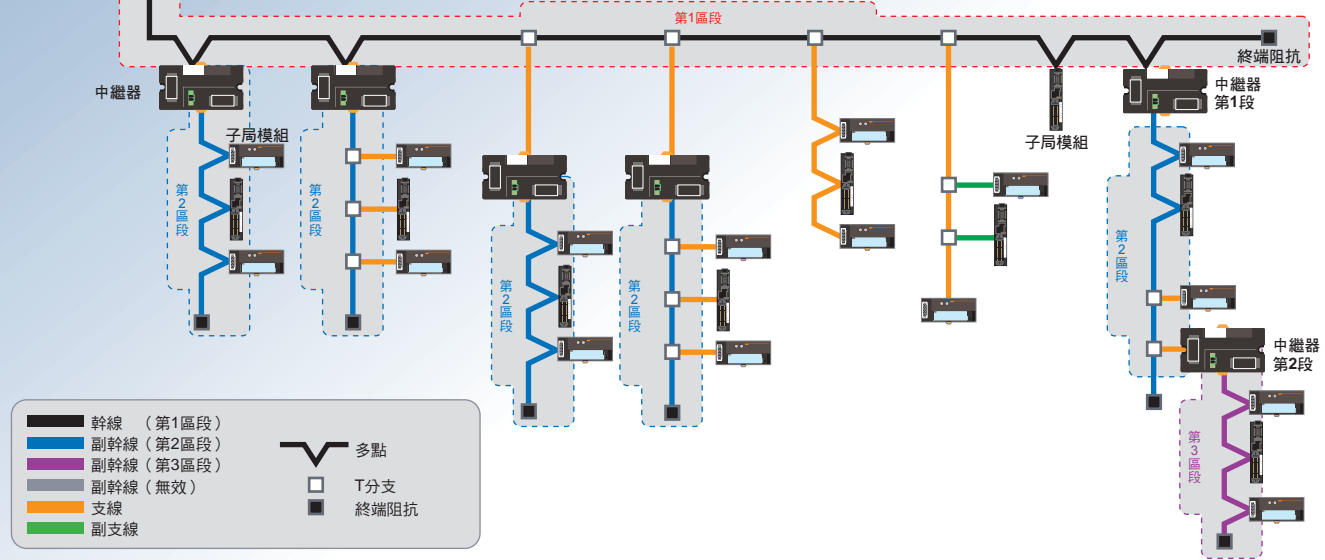 第1區段
終端阻抗
中繼器
子局模組
第2區段
第2區段
第2區段
第2區段
子局模組
中繼器
第1段
第2區段
中繼器
第2段
第3區段
幹線 （第1區段）
副幹線（第2區段）
副幹線（第3區段）
副幹線（無效）
支線
副支線
多點
T分支
終端阻抗